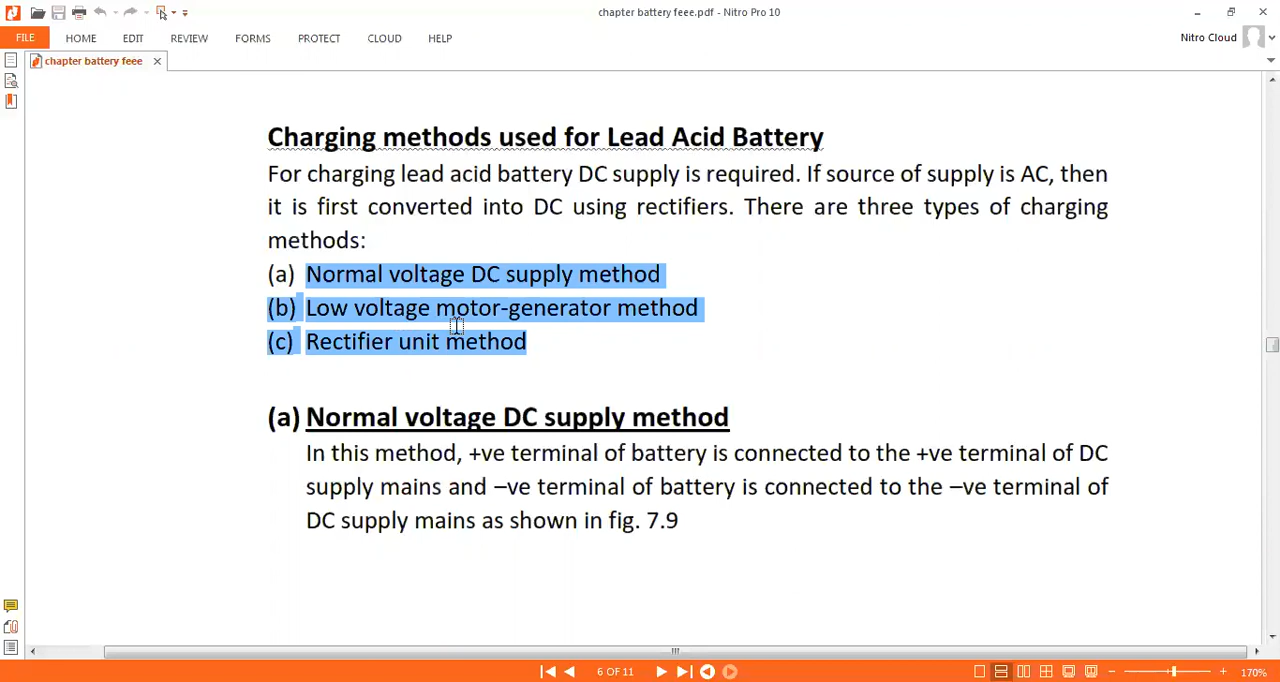 chapter battery feee.pdf - Nitro Pro 10
FILE HOME EDIT REVIEW FORMS PROTECT CLOUD HELP Nitro Cloud
chapter battery feee
Charging methods used for Lead Acid Battery
For charging lead acid battery DC supply is required. If source of supply is AC, then
it is first converted into DC using rectifiers. There are three types of charging
methods:
(a) Normal voltage DC supply method
(b) Low voltage motor-generator method
(c) Rectifier unit method
(a) Normal voltage DC supply method
In this method, +ve terminal of battery is connected to the +ve terminal of DC
supply mains and –ve terminal of battery is connected to the –ve terminal of
DC supply mains as shown in fig. 7.9
6 OF 11
170%